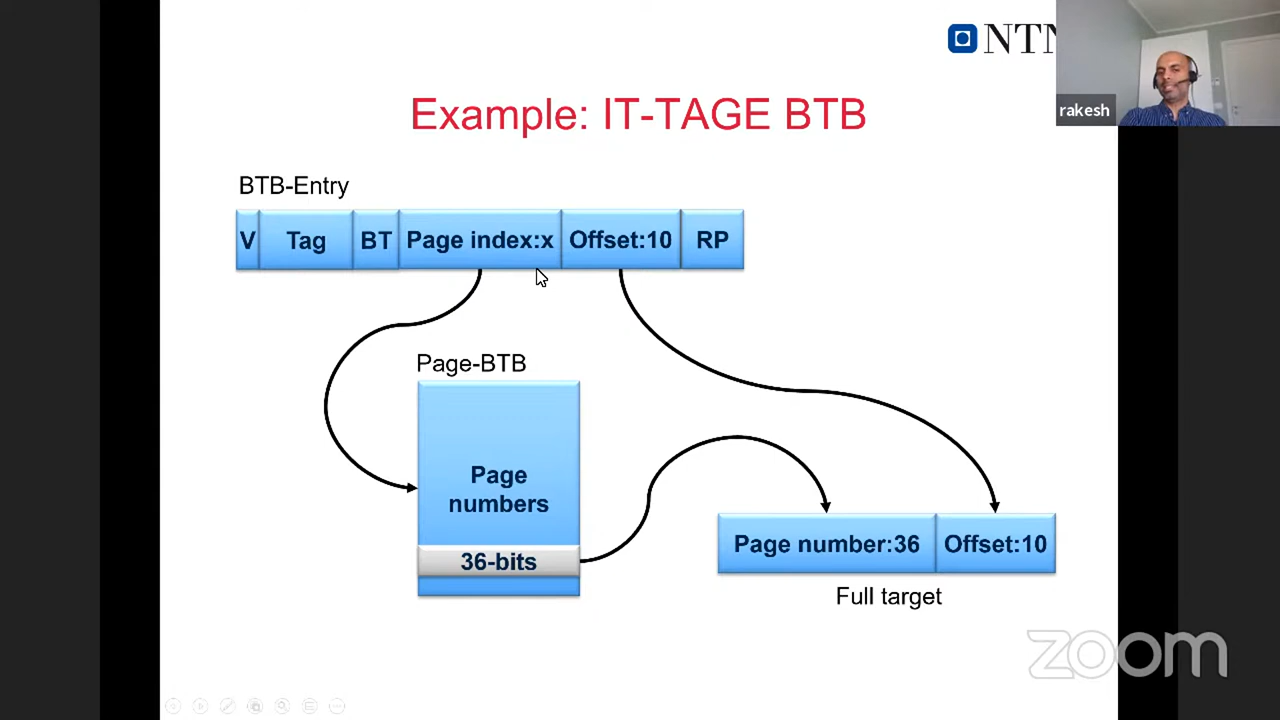 NTN
rakesh
Example: IT-TAGE BTB
BTB-Entry
V Tag BT Page index:x Offset:10 RP
Page-BTB
Page
numbers
36-bits
Page number:36 Offset:10
Full target
zoom